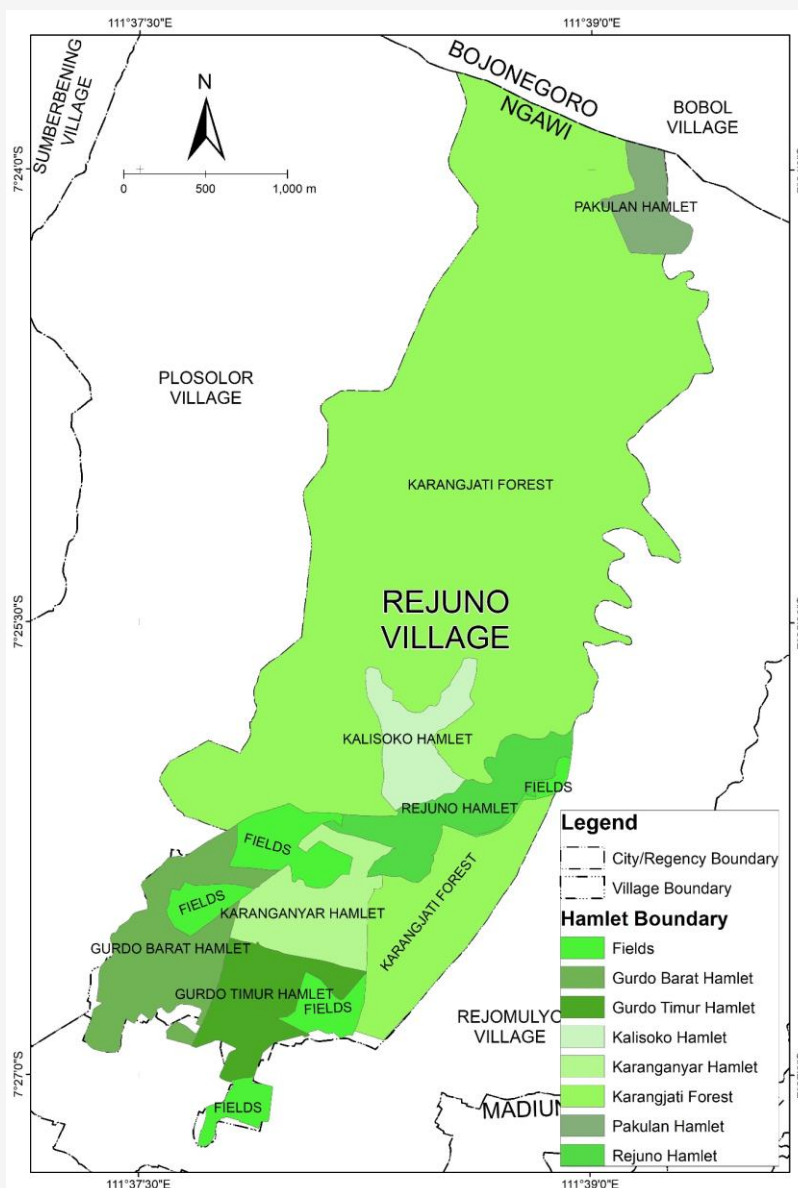 111°37'30"E
111°39'0"E
BOJONEGORO
NGAWI
BOBOL
VILLAGE
SUMBERBENING
VILLAGE
N
0 500 1,000 m
7°24'0"S
PAKULAN HAMLET
PLOSOLOR
VILLAGE
KARANGJATI FOREST
REJUNO
VILLAGE
7°25'30"S
KALISOKO HAMLET
REJUNO HAMLET
FIELDS
FIELDS
FIELDS
KARANGANYAR HAMLET
KARANGJATI FOREST
GURDO BARAT HAMLET
GURDO TIMUR HAMLET
FIELDS
REJOMULYO
VILLAGE
7°27'0"S
FIELDS
MADIUN
Legend
City/Regency Boundary
Village Boundary
Hamlet Boundary
Fields
Gurdo Barat Hamlet
Gurdo Timur Hamlet
Kalisoko Hamlet
Karanganyar Hamlet
Karangjati Forest
Pakulan Hamlet
Rejuno Hamlet
111°37'30"E
111°39'0"E